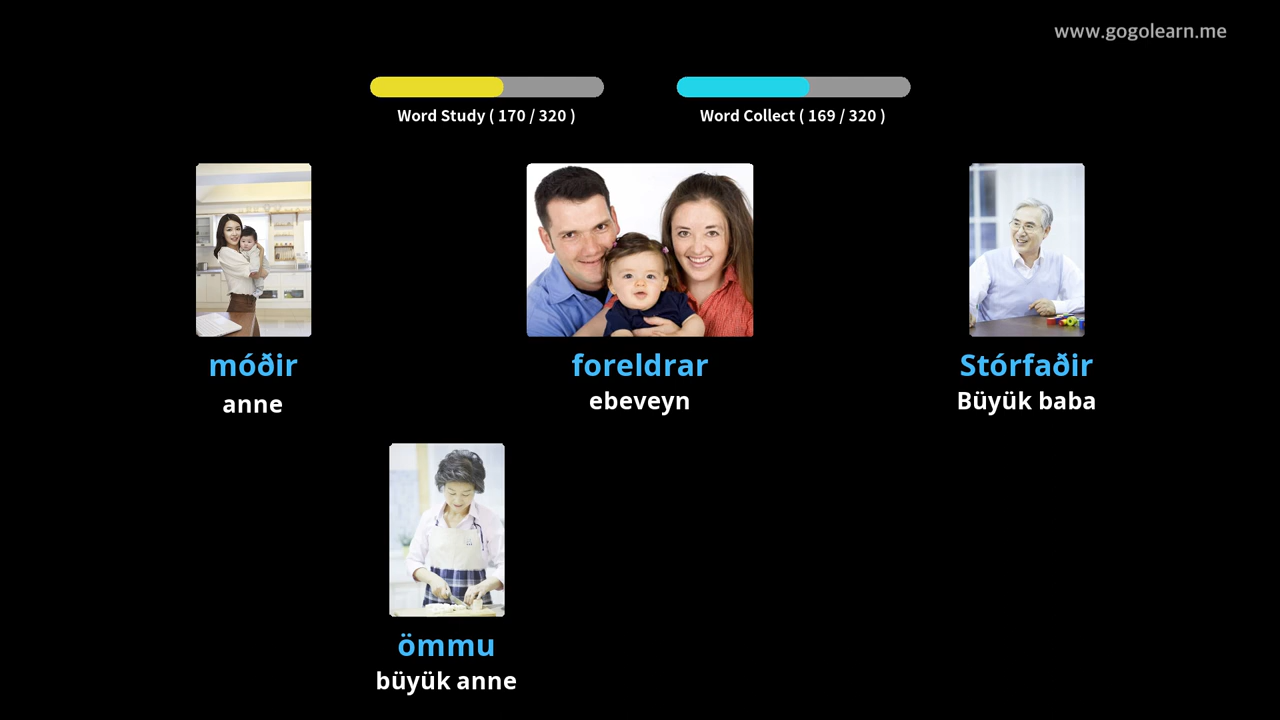 www.gogolearn.me
Word Study ( 170 / 320 )
Word Collect ( 169 / 320 )
móðir
anne
foreldrar
ebeveyn
Stórfaðir
Büyük baba
ömmu
büyük anne